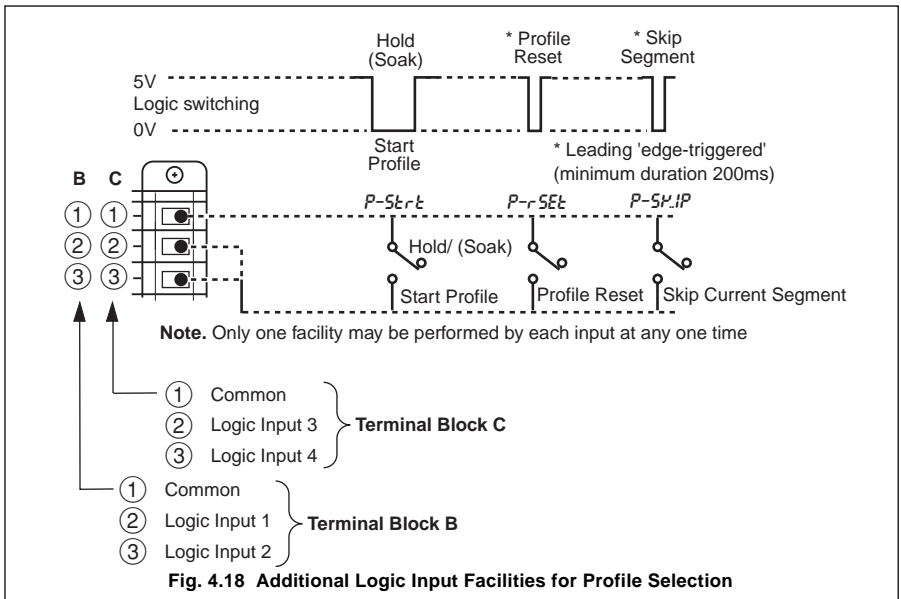 Hold
(Soak)
* Profile
Reset
* Skip
Segment
5V
Logic switching
0V
Start
Profile
* Leading 'edge-triggered'
(minimum duration 200ms)
B C
P-Strt P-rSEt P-SKIP
1 1
2 2
3 3
Hold/ (Soak)
Start Profile Profile Reset Skip Current Segment
Note. Only one facility may be performed by each input at any one time
1 Common
2 Logic Input 3
3 Logic Input 4
Terminal Block C
1 Common
2 Logic Input 1
3 Logic Input 2
Terminal Block B
Fig. 4.18 Additional Logic Input Facilities for Profile Selection